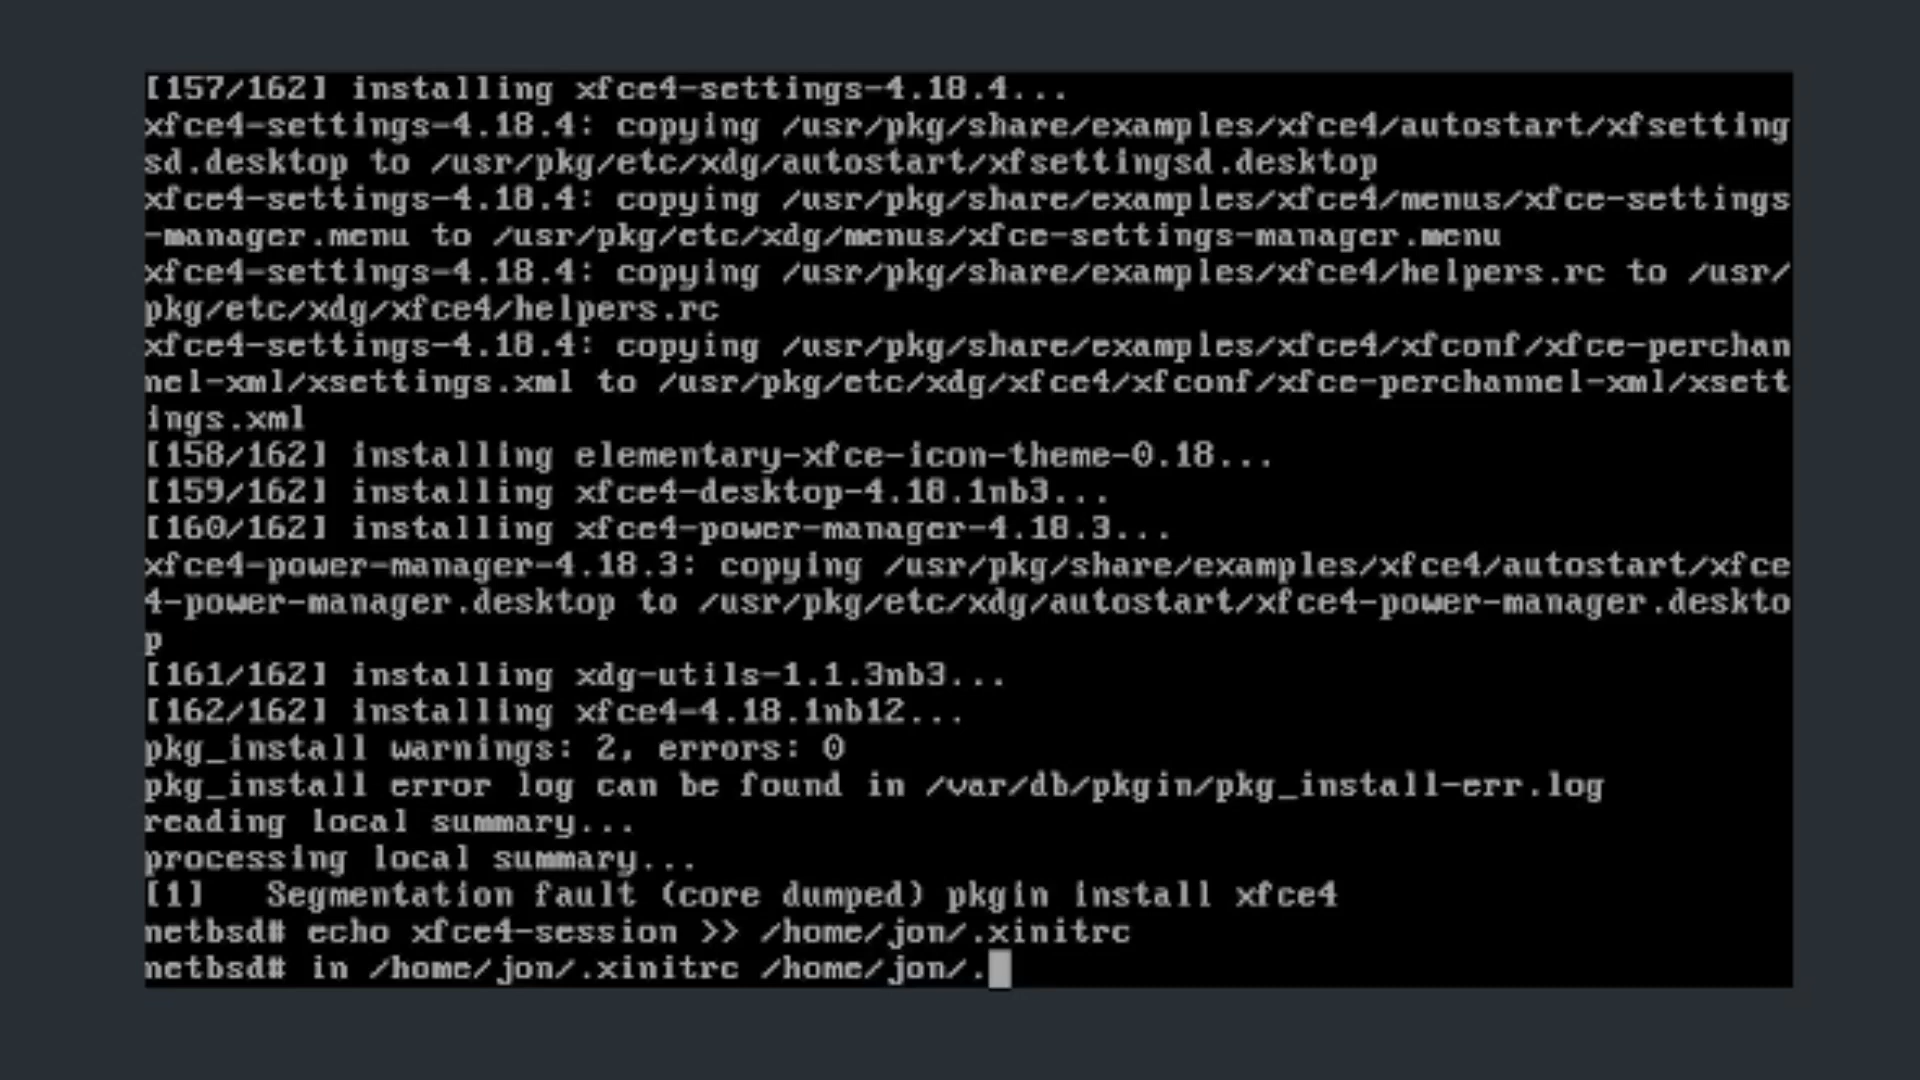 [157/162] installing xfce4-settings-4.18.4...
xfce4-settings-4.18.4: copying /usr/pkg/share/examples/xfce4/autostart/xfsetting
sd.desktop to /usr/pkg/etc/xdg/autostart/xfsettingsd.desktop
xfce4-settings-4.18.4: copying /usr/pkg/share/examples/xfce4/menus/xfce-settings
-manager.menu to /usr/pkg/etc/xdg/menus/xfce-settings-manager.menu
xfce4-settings-4.18.4: copying /usr/pkg/share/examples/xfce4/helpers.rc to /usr/
pkg/etc/xdg/xfce4/helpers.rc
xfce4-settings-4.18.4: copying /usr/pkg/share/examples/xfce4/xfconf/xfce-perchan
nel-xml/xsettings.xml to /usr/pkg/etc/xdg/xfce4/xfconf/xfce-perchannel-xml/xsett
ings.xml
[158/162] installing elementary-xfce-icon-theme-0.18...
[159/162] installing xfce4-desktop-4.18.1nb3...
[160/162] installing xfce4-power-manager-4.18.3...
xfce4-power-manager-4.18.3: copying /usr/pkg/share/examples/xfce4/autostart/xfce
4-power-manager.desktop to /usr/pkg/etc/xdg/autostart/xfce4-power-manager.deskto
p
[161/162] installing xdg-utils-1.1.3nb3...
[162/162] installing xfce4-4.18.1nb12...
pkg_install warnings: 2, errors: 0
pkg_install error log can be found in /var/db/pkgin/pkg_install-err.log
reading local summary...
processing local summary...
[1]   Segmentation fault (core dumped) pkgin install xfce4
netbsd# echo xfce4-session >> /home/jon/.xinitrc
netbsd# in /home/jon/.xinitrc /home/jon/.